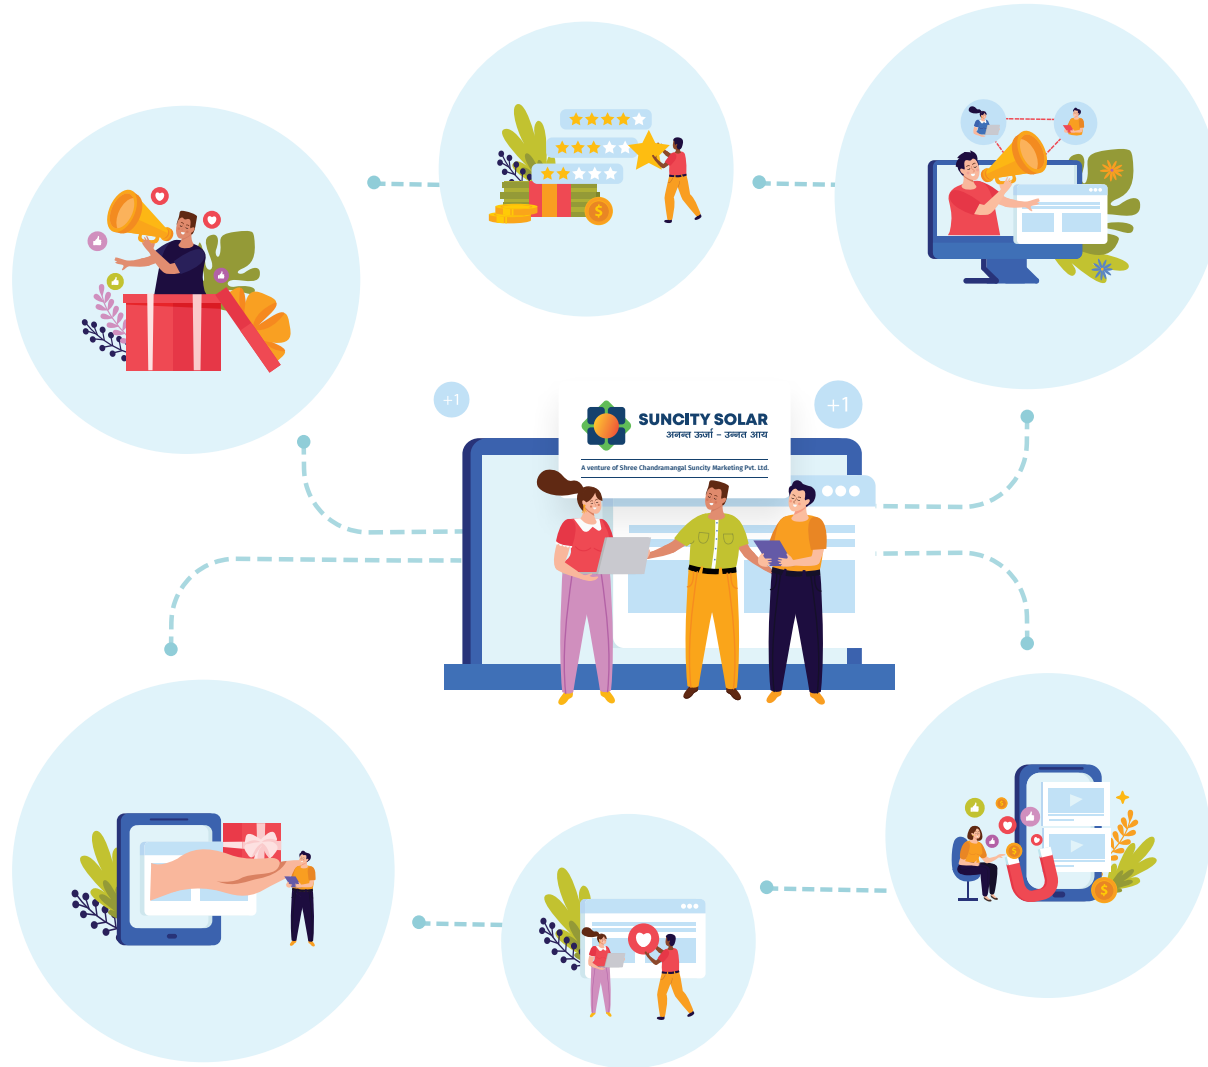 +1
+1
SUNCITY SOLAR
अनन्त ऊर्जा – उन्नत आय
A venture of Shree Chandramangal Suncity Marketing Pvt. Ltd.
$
$
$
$